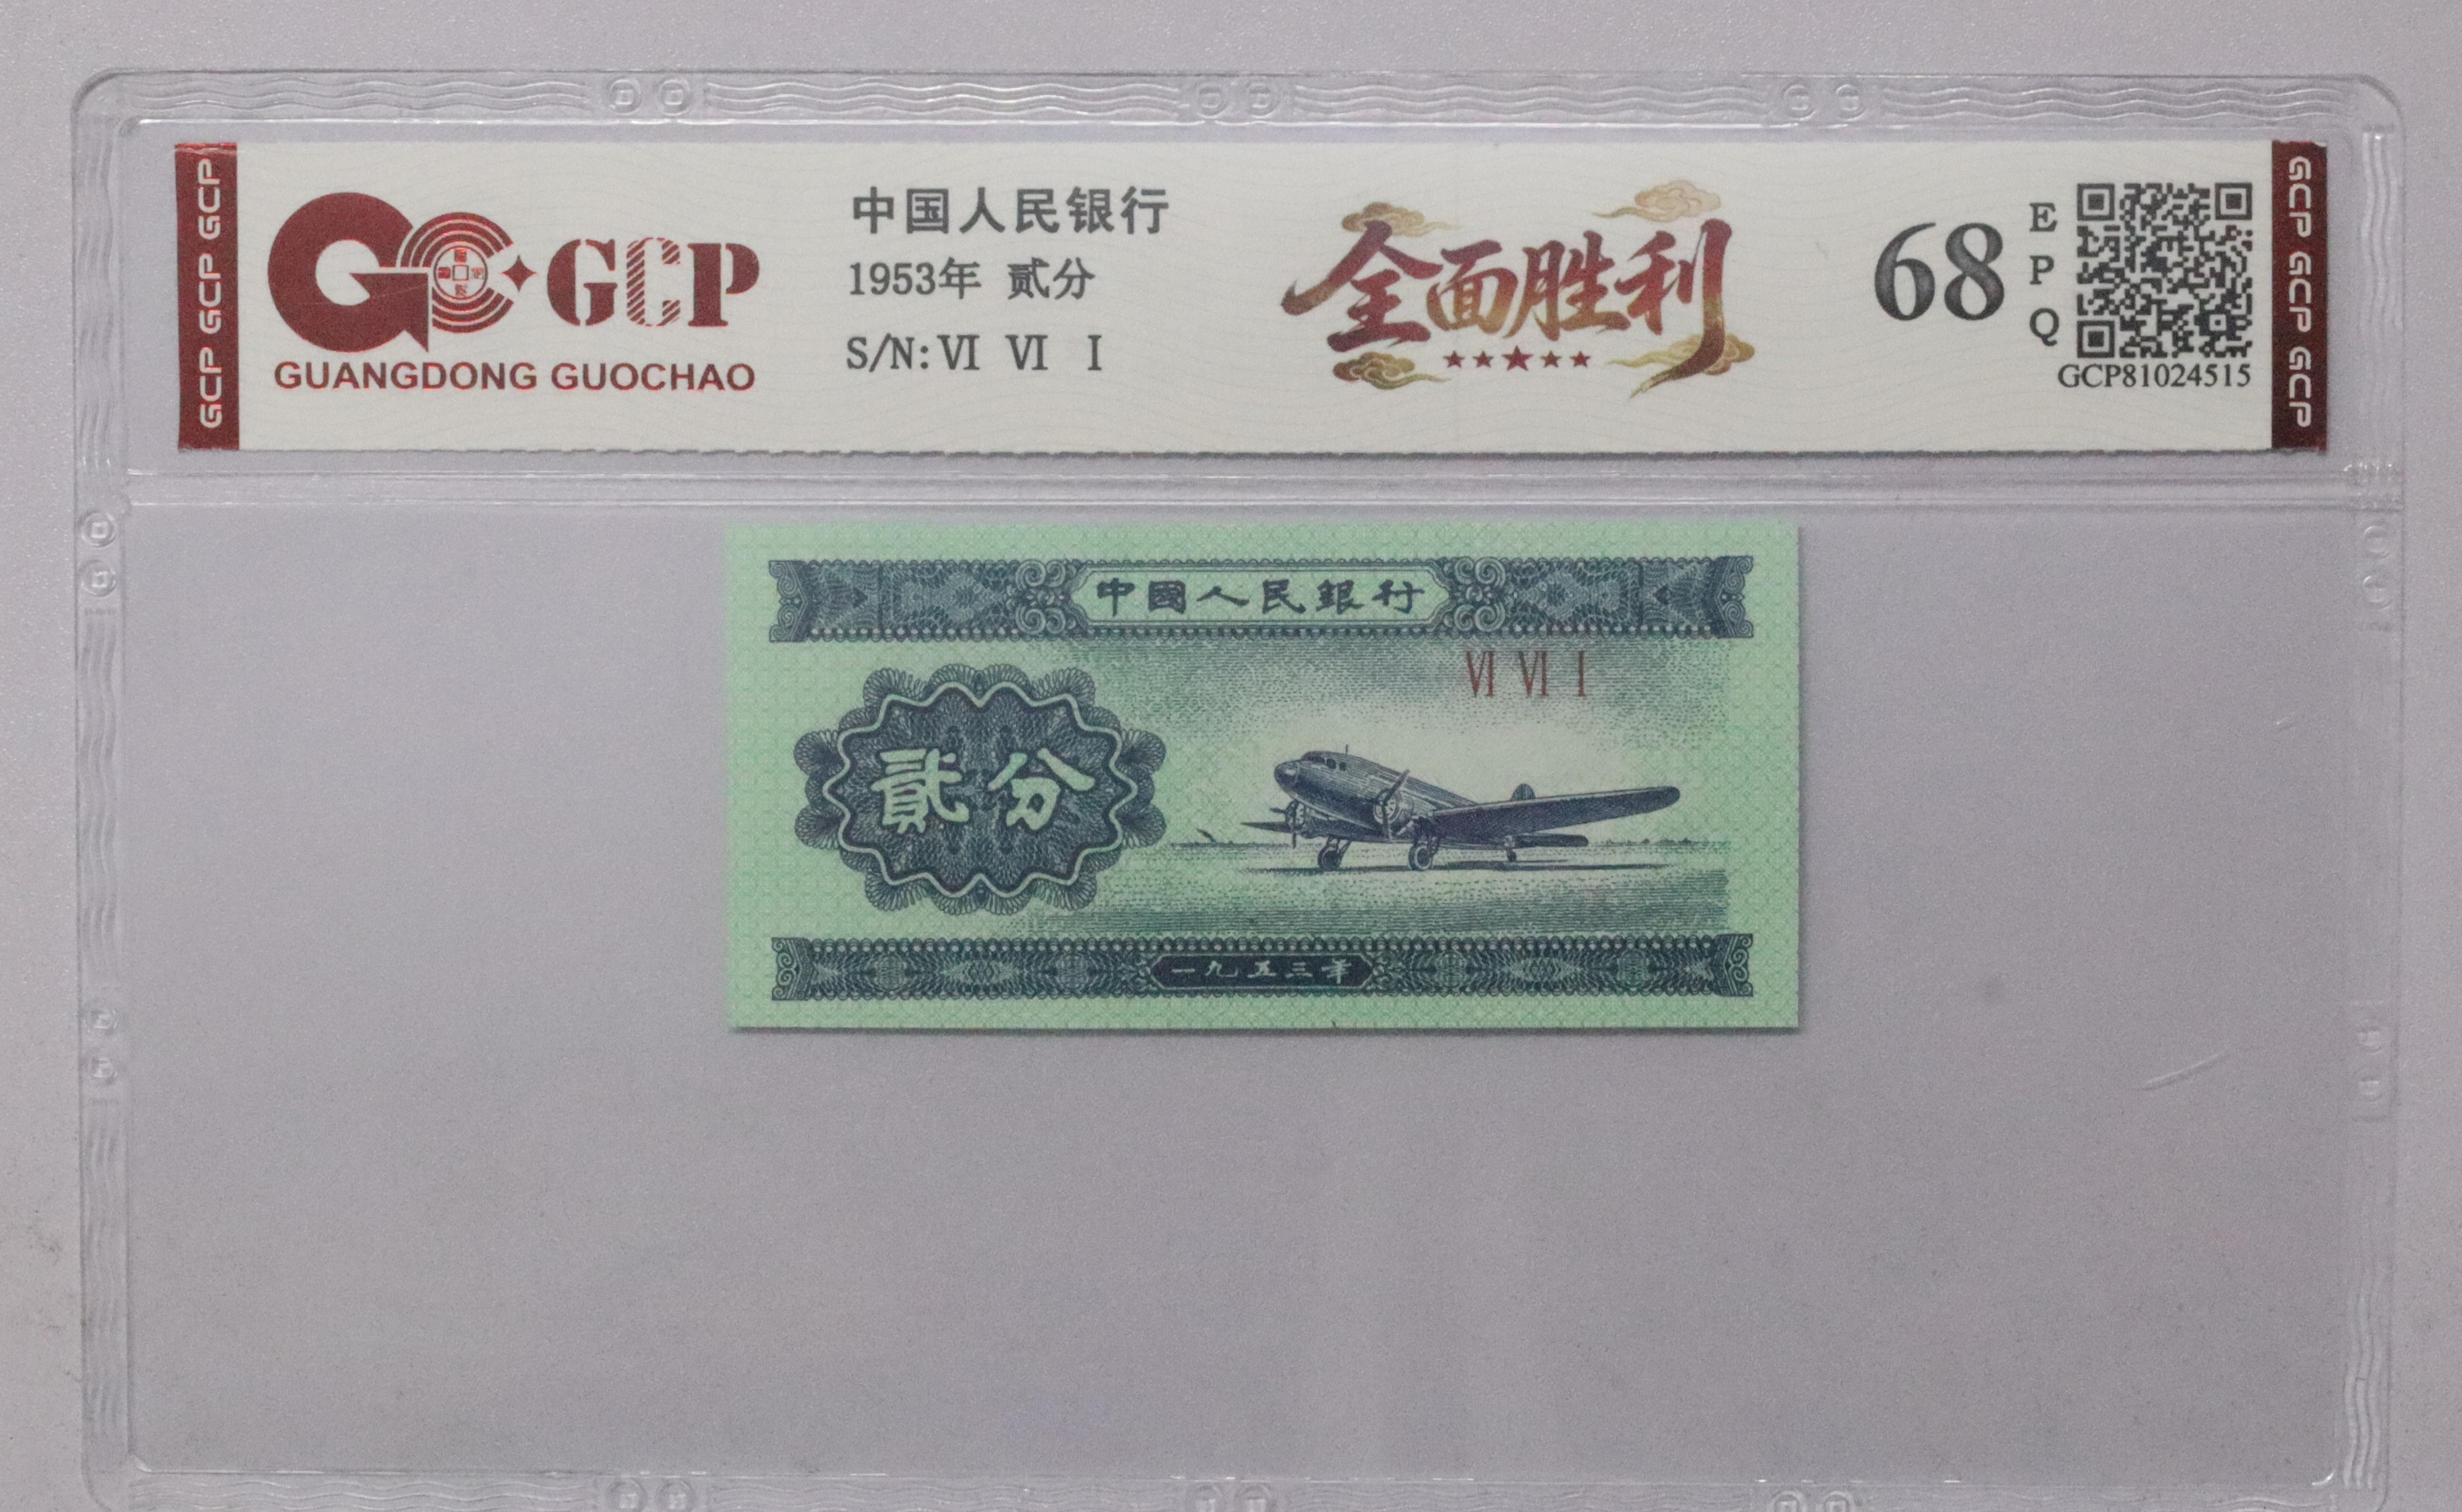 GCP GCP GCP
GCP
GUANGDONG GUOCHAO
中国人民银行
1953年 贰分
S/N: VI VI I
全面胜利
68
E
P
Q
GCP81024515
GCP GCP GCP
中國人民銀行
VI VI I
貳分
一九五三年